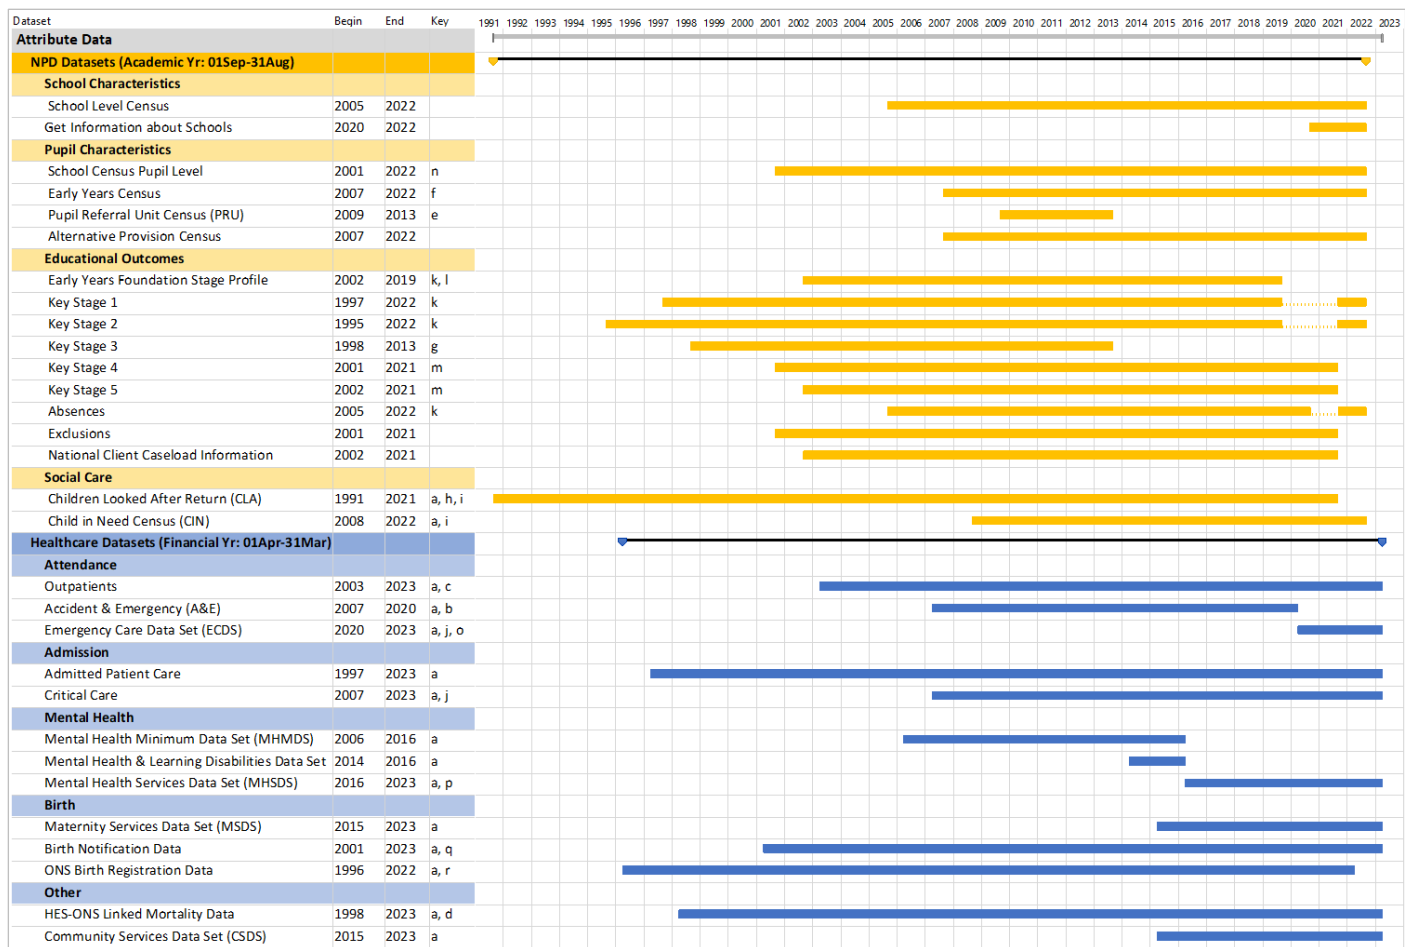 Dataset Begin End Key 1991 1992 1993 1994 1995 1996 1997 1998 1999 2000 2001 2002 2003 2004 2005 2006 2007 2008 2009 2010 2011 2012 2013 2014 2015 2016 2017 2018 2019 2020 2021 2022 2023
Attribute Data
NPD Datasets (Academic Yr: 01Sep-31Aug)
School Characteristics
School Level Census 2005 2022
Get Information about Schools 2020 2022
Pupil Characteristics
School Census Pupil Level 2001 2022 n
Early Years Census 2007 2022 f
Pupil Referral Unit Census (PRU) 2009 2013 e
Alternative Provision Census 2007 2022
Educational Outcomes
Early Years Foundation Stage Profile 2002 2019 k, l
Key Stage 1 1997 2022 k
Key Stage 2 1995 2022 k
Key Stage 3 1998 2013 g
Key Stage 4 2001 2021 m
Key Stage 5 2002 2021 m
Absences 2005 2022 k
Exclusions 2001 2021
National Client Caseload Information 2002 2021
Social Care
Children Looked After Return (CLA) 1991 2021 a, h, i
Child in Need Census (CIN) 2008 2022 a, i
Healthcare Datasets (Financial Yr: 01Apr-31Mar)
Attendance
Outpatients 2003 2023 a, c
Accident & Emergency (A&E) 2007 2020 a, b
Emergency Care Data Set (ECDS) 2020 2023 a, j, o
Admission
Admitted Patient Care 1997 2023 a
Critical Care 2007 2023 a, j
Mental Health
Mental Health Minimum Data Set (MHMDS) 2006 2016 a
Mental Health & Learning Disabilities Data Set 2014 2016 a
Mental Health Services Data Set (MHSDS) 2016 2023 a, p
Birth
Maternity Services Data Set (MSDS) 2015 2023 a
Birth Notification Data 2001 2023 a, q
ONS Birth Registration Data 1996 2022 a, r
Other
HES-ONS Linked Mortality Data 1998 2023 a, d
Community Services Data Set (CSDS) 2015 2023 a